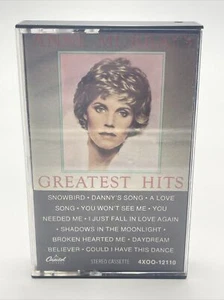 GREATEST HITS
SNOWBIRD • DANNY'S SONG • A LOVE
SONG • YOU WON'T SEE ME • YOU
NEEDED ME • I JUST FALL IN LOVE AGAIN
• SHADOWS IN THE MOONLIGHT •
BROKEN HEARTED ME • DAYDREAM
BELIEVER • COULD I HAVE THIS DANCE
Capitol
STEREO CASSETTE
4XOO-12110